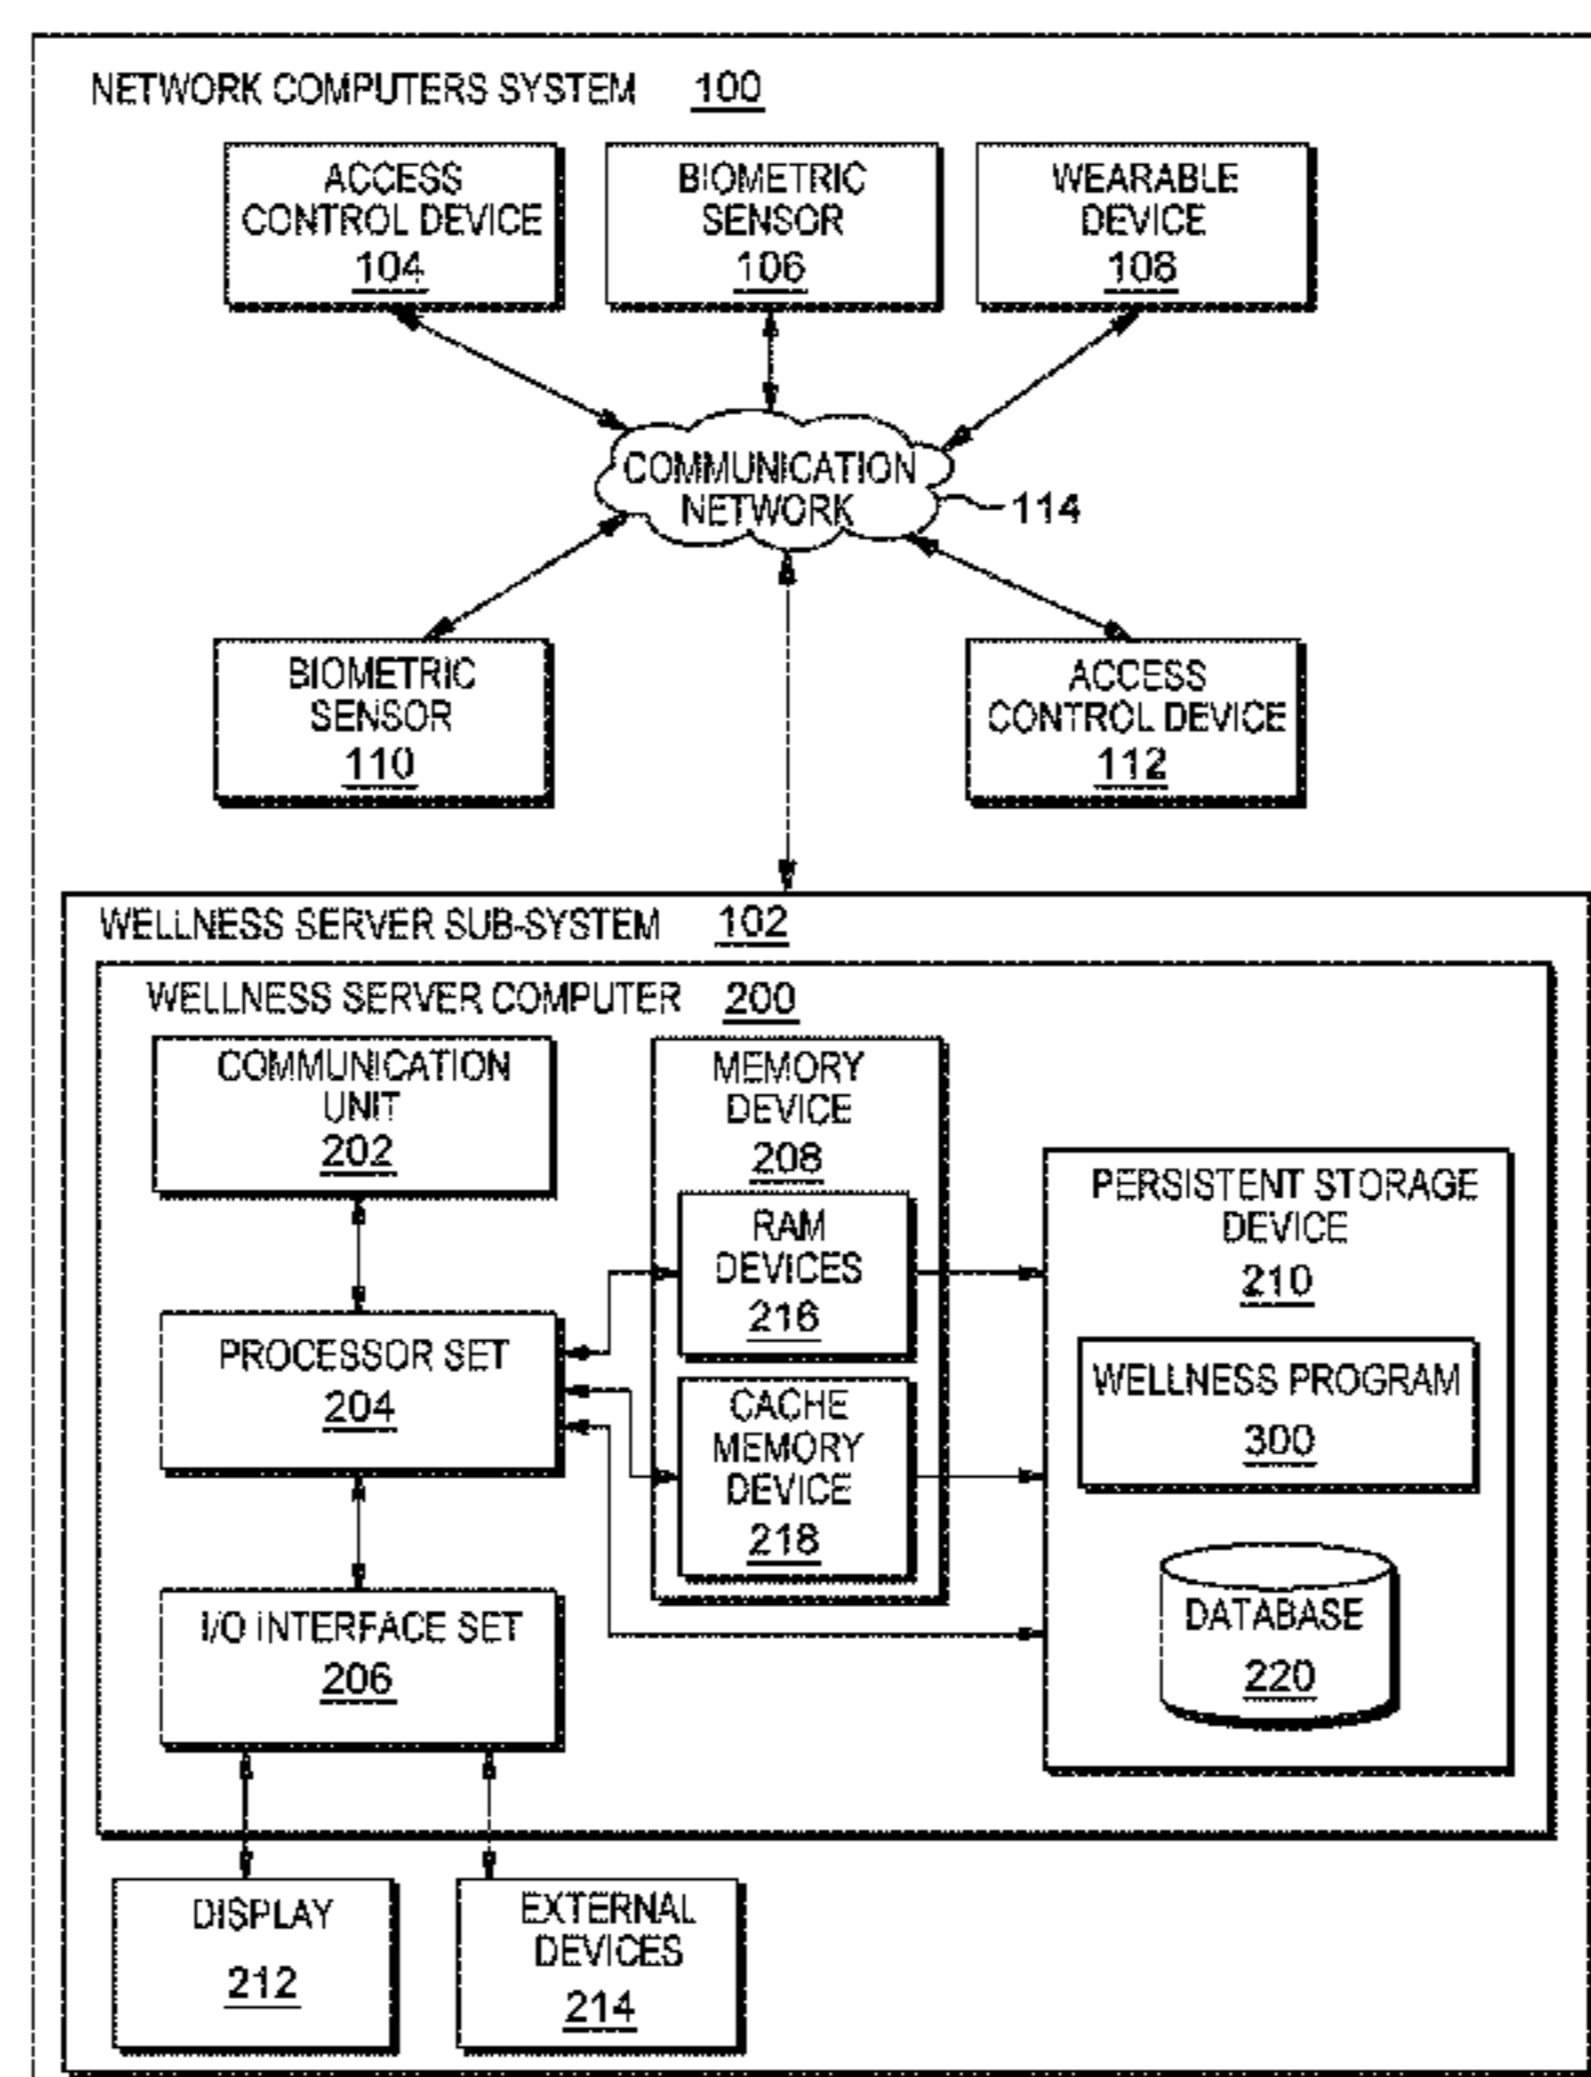 NETWORK COMPUTERS SYSTEM 100
ACCESS
CONTROL DEVICE
104
BIOMETRIC
SENSOR
106
WEARABLE
DEVICE
108
COMMUNICATION
NETWORK
114
BIOMETRIC
SENSOR
110
ACCESS
CONTROL DEVICE
112
WELLNESS SERVER SUB-SYSTEM 102
WELLNESS SERVER COMPUTER 200
COMMUNICATION
UNIT
202
MEMORY
DEVICE
208
RAM
DEVICES
216
PERSISTENT STORAGE
DEVICE
210
PROCESSOR SET
204
CACHE
MEMORY
DEVICE
218
WELLNESS PROGRAM
300
I/O INTERFACE SET
206
DATABASE
220
DISPLAY
212
EXTERNAL
DEVICES
214